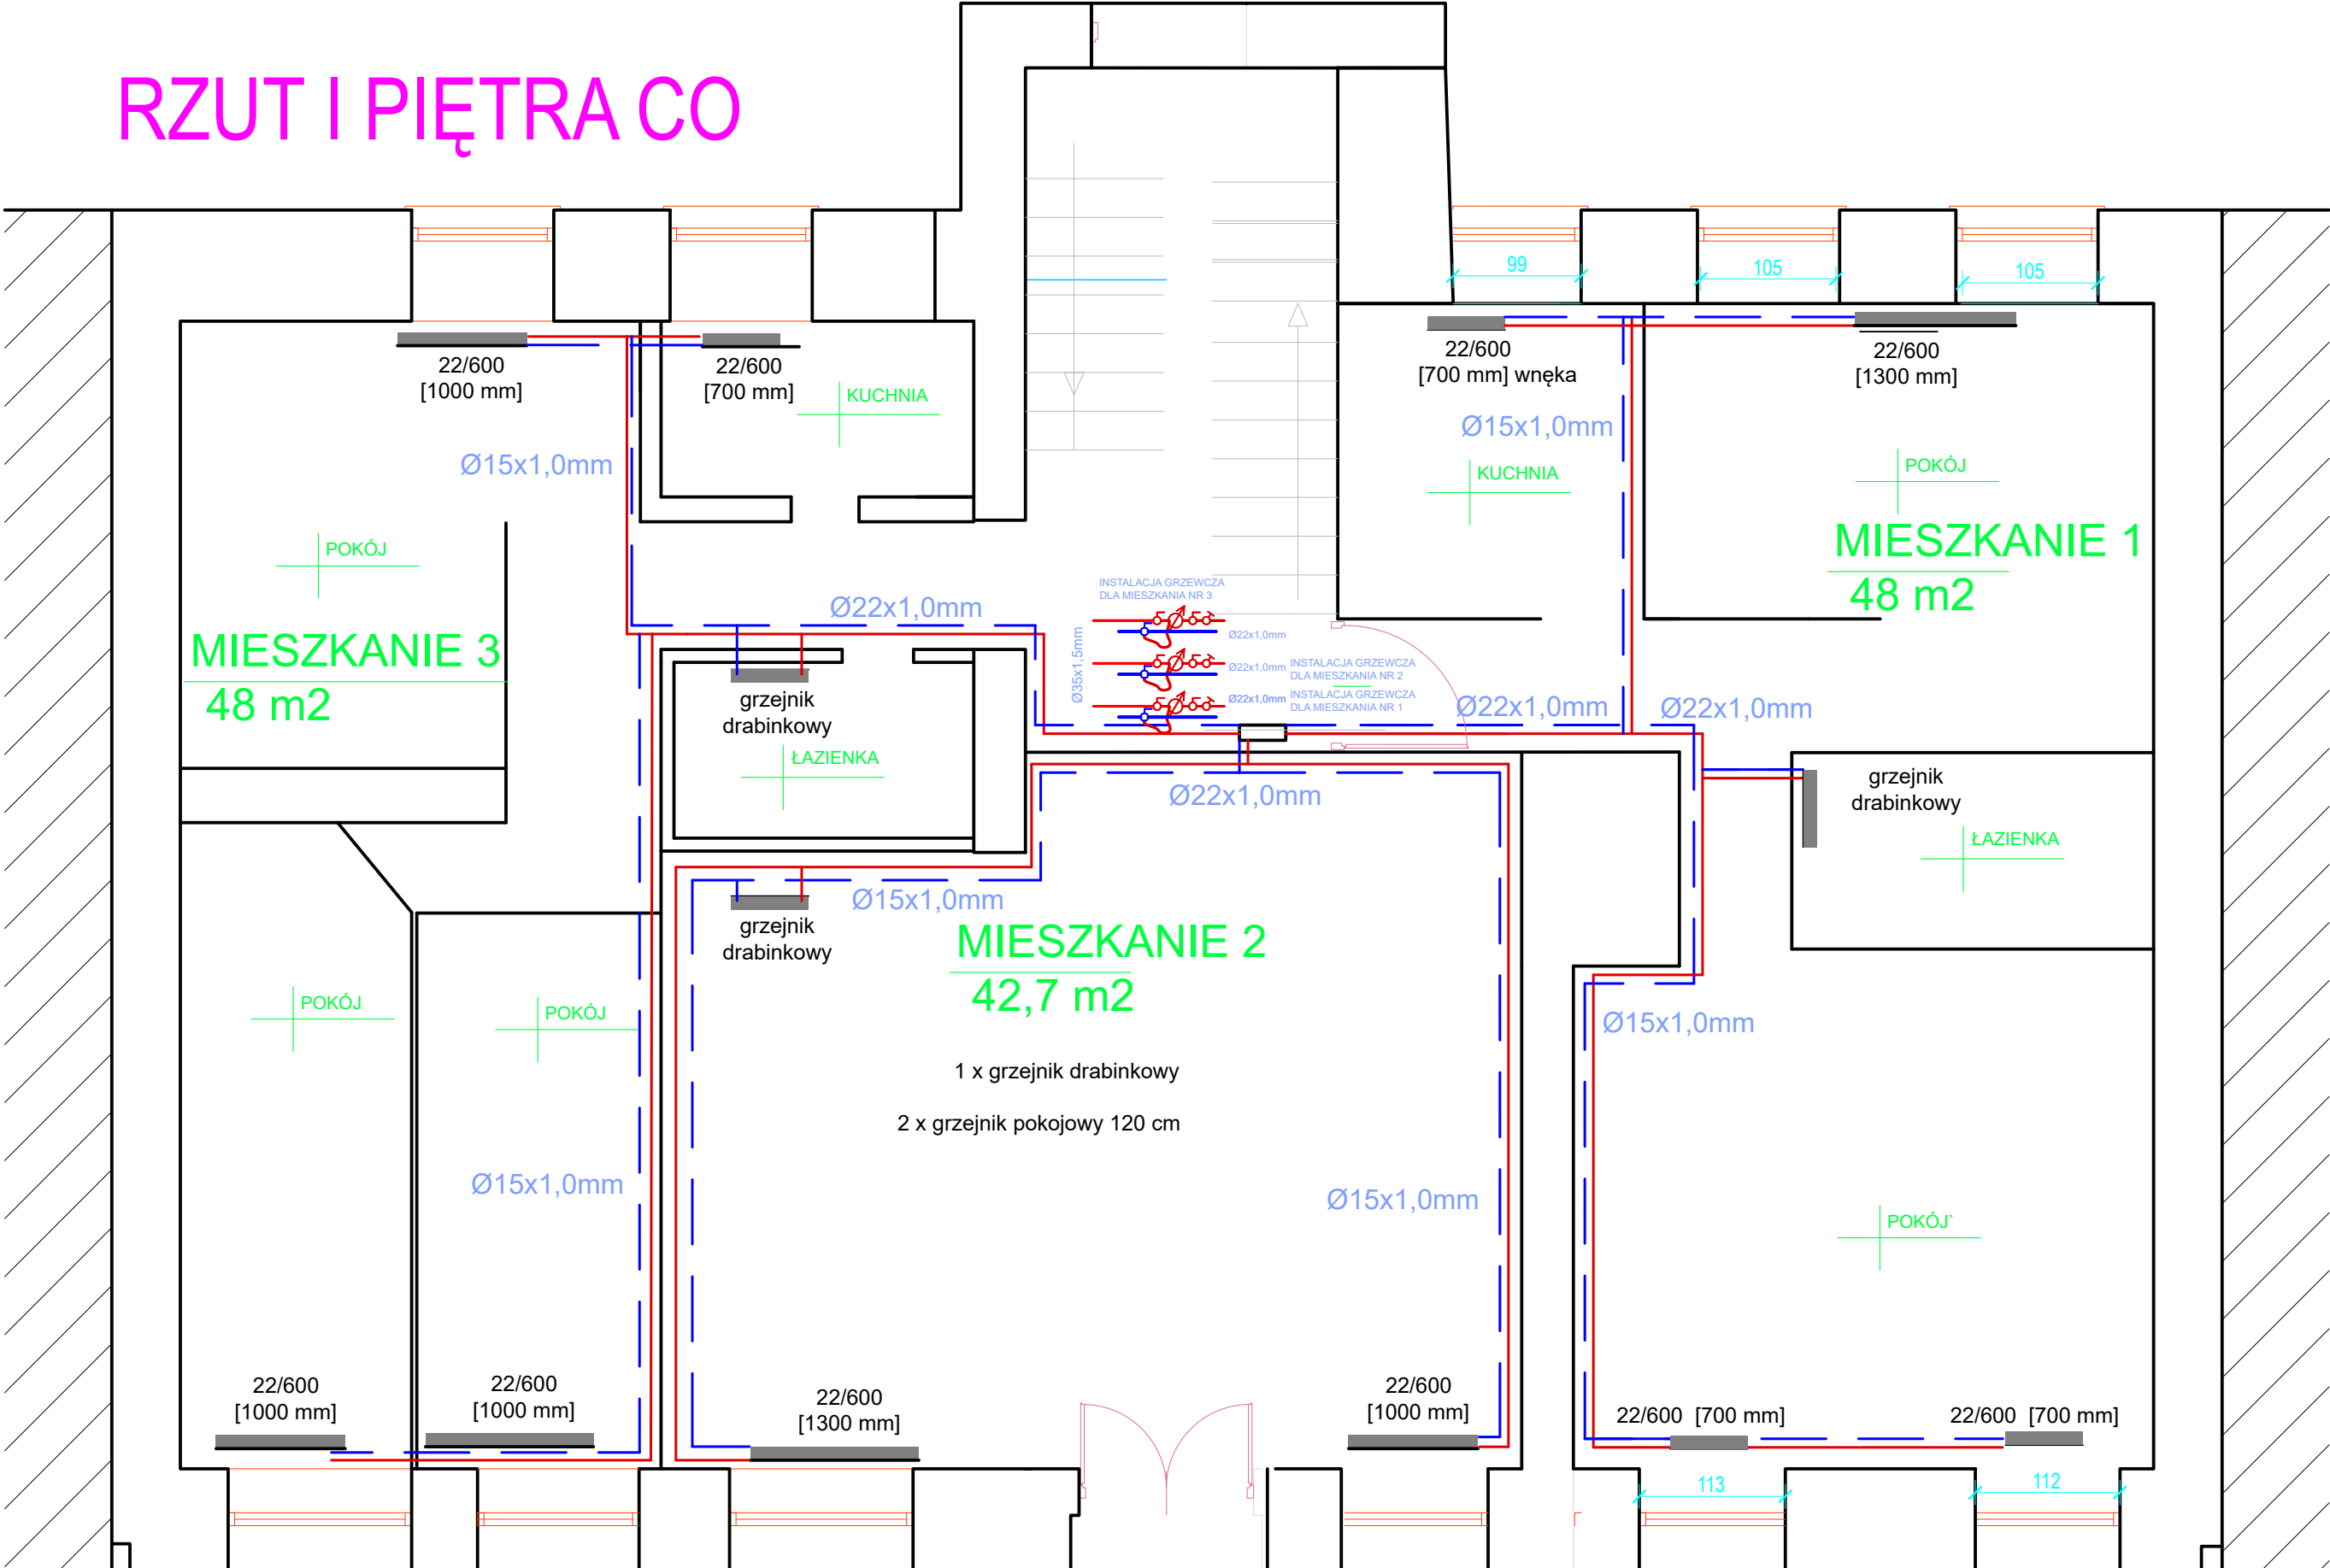 RZUT I PIĘTRA CO
99
105
105
22/600
[1000 mm]
22/600
[700 mm]
KUCHNIA
22/600
[700 mm] wnęka
22/600
[1300 mm]
Ø15x1,0mm
Ø15x1,0mm
KUCHNIA
POKÓJ
POKÓJ
MIESZKANIE 1
48 m2
INSTALACJA GRZEWCZA
DLA MIESZKANIA NR 3
Ø22x1,0mm
MIESZKANIE 3
48 m2
Ø35x1,5mm
Ø22x1,0mm
Ø22x1,0mm
INSTALACJA GRZEWCZA
DLA MIESZKANIA NR 2
Ø22x1,0mm
INSTALACJA GRZEWCZA
DLA MIESZKANIA NR 1
grzejnik
drabinkowy
Ø22x1,0mm
Ø22x1,0mm
ŁAZIENKA
Ø22x1,0mm
grzejnik
drabinkowy
ŁAZIENKA
Ø15x1,0mm
grzejnik
drabinkowy
MIESZKANIE 2
42,7 m2
POKÓJ
POKÓJ
Ø15x1,0mm
1 x grzejnik drabinkowy
2 x grzejnik pokojowy 120 cm
Ø15x1,0mm
Ø15x1,0mm
POKÓJ`
22/600
[1000 mm]
22/600
[1000 mm]
22/600
[1300 mm]
22/600
[1000 mm]
22/600 [700 mm]
22/600 [700 mm]
113
112